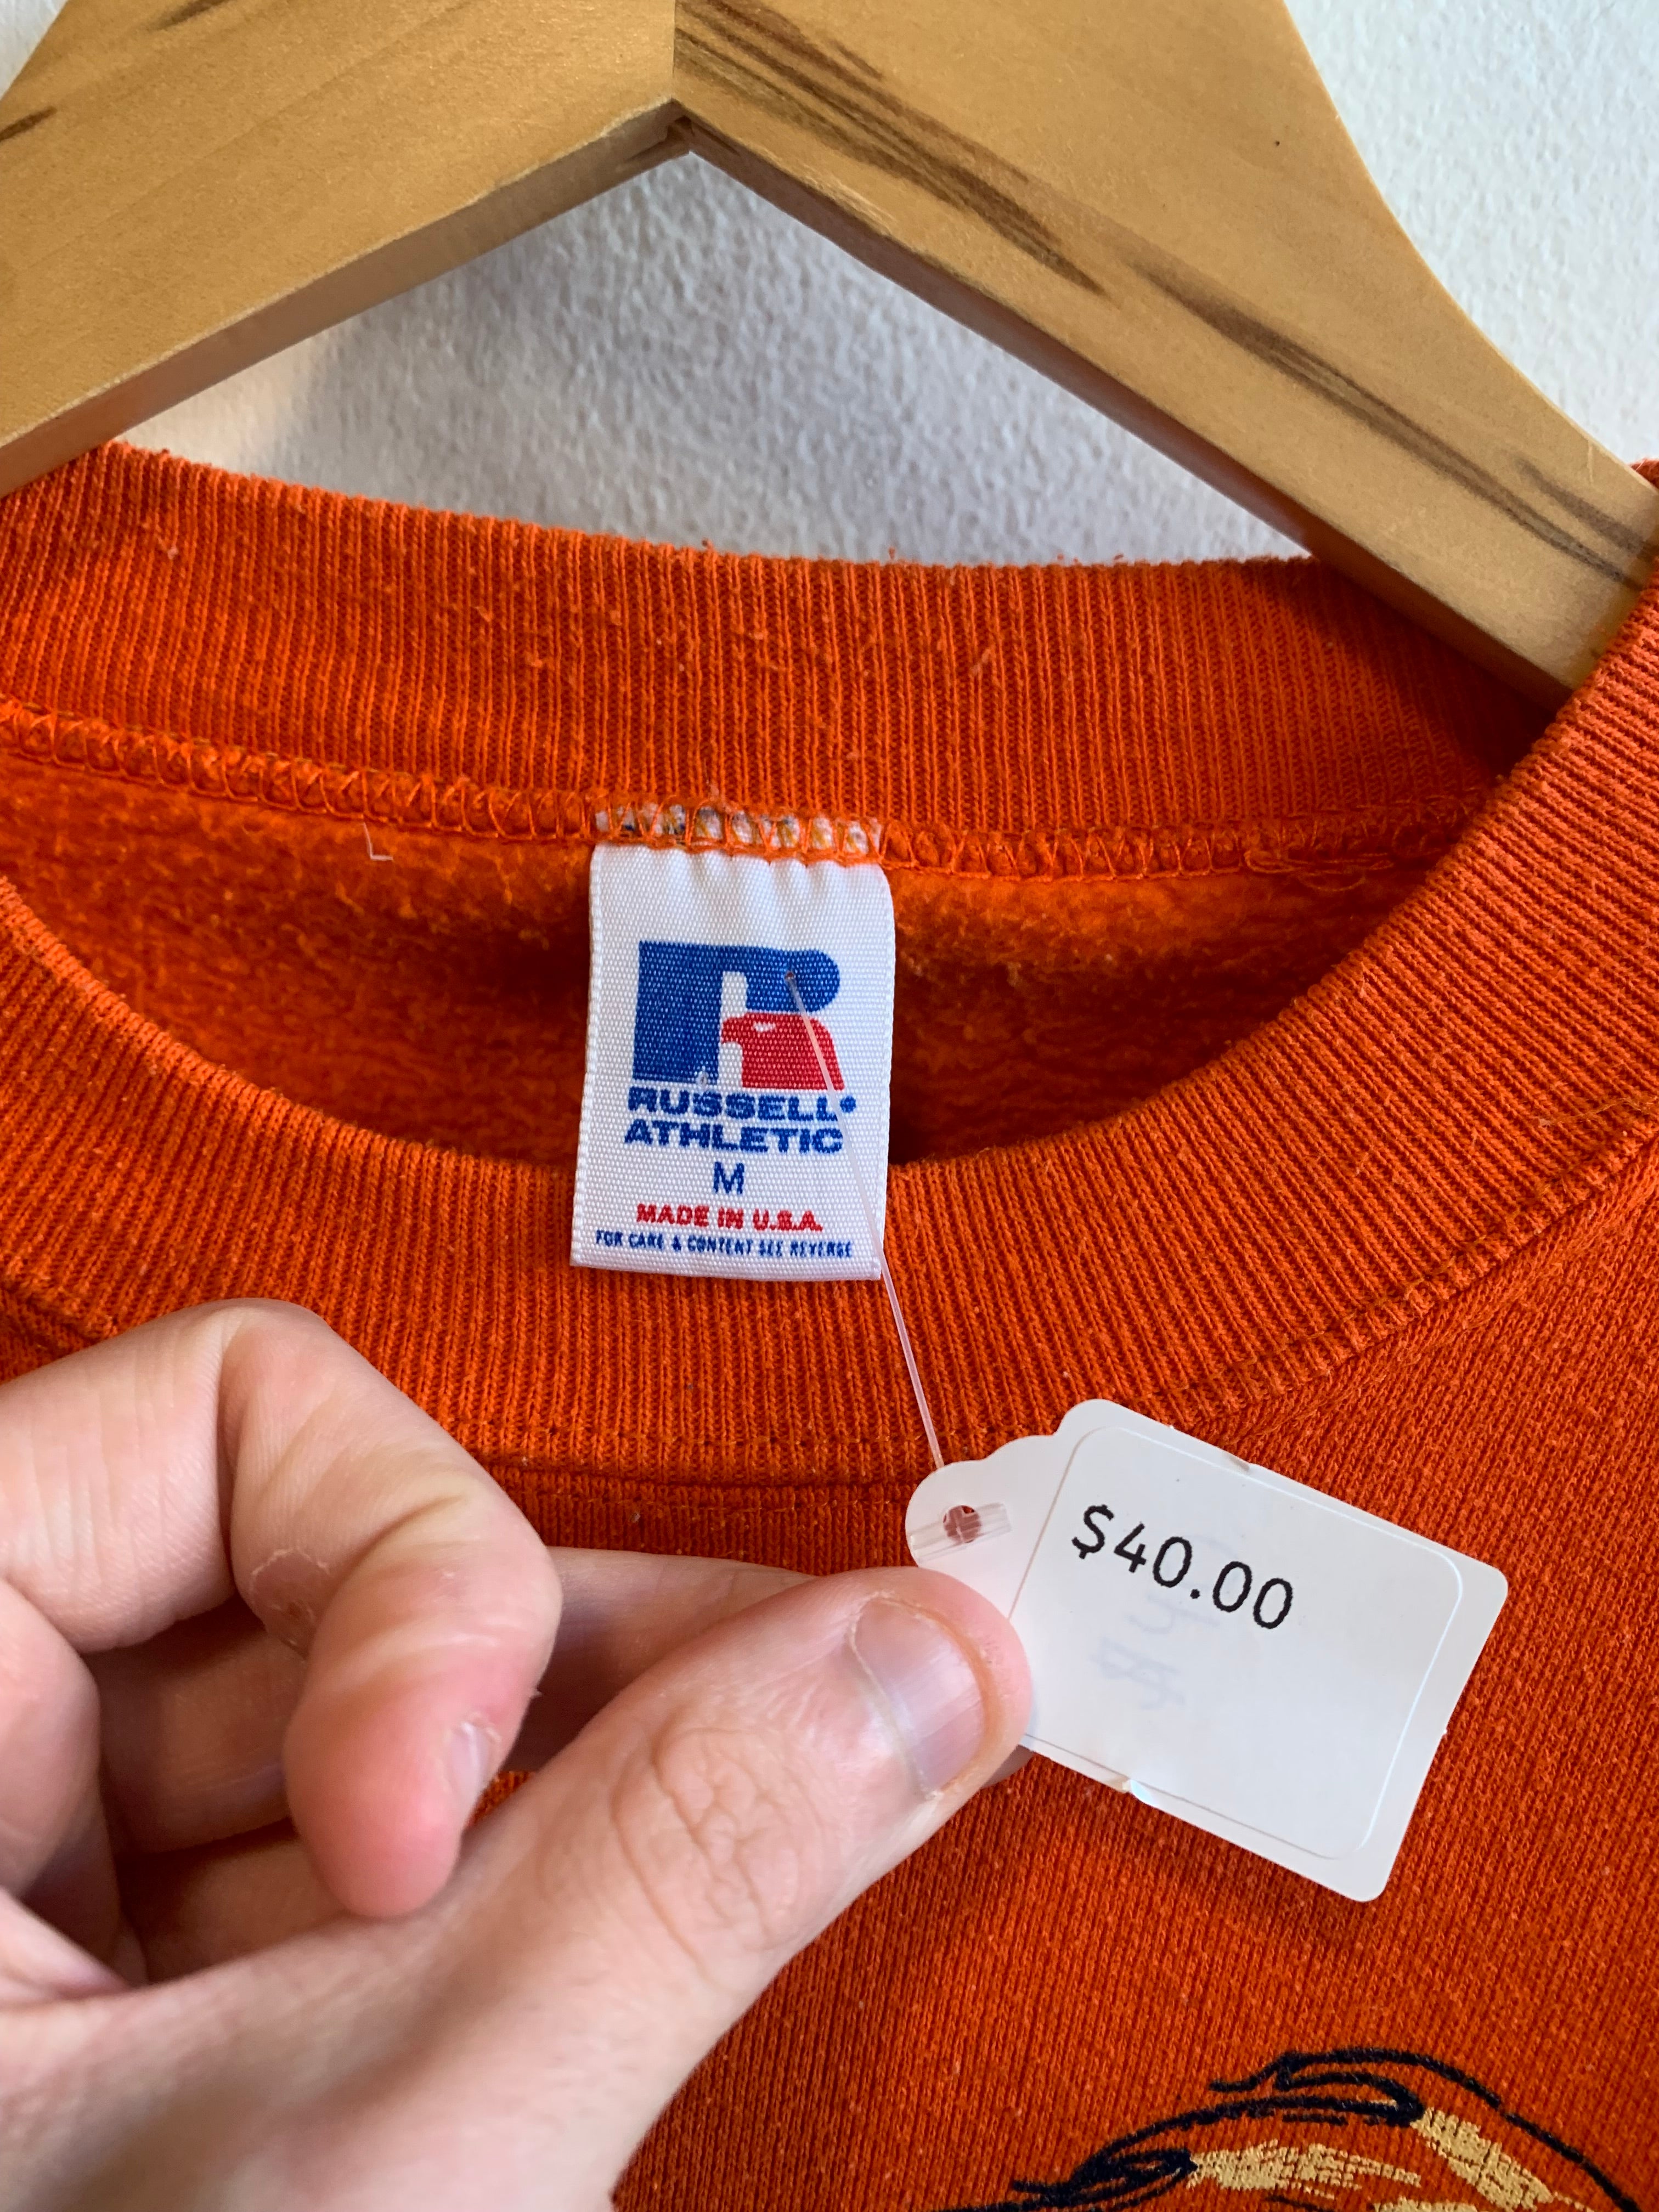 R
RUSSELL
ATHLETIC
M
MADE IN U.S.A.
FOR CARE & CONTENT SEE REVERSE
$40.00